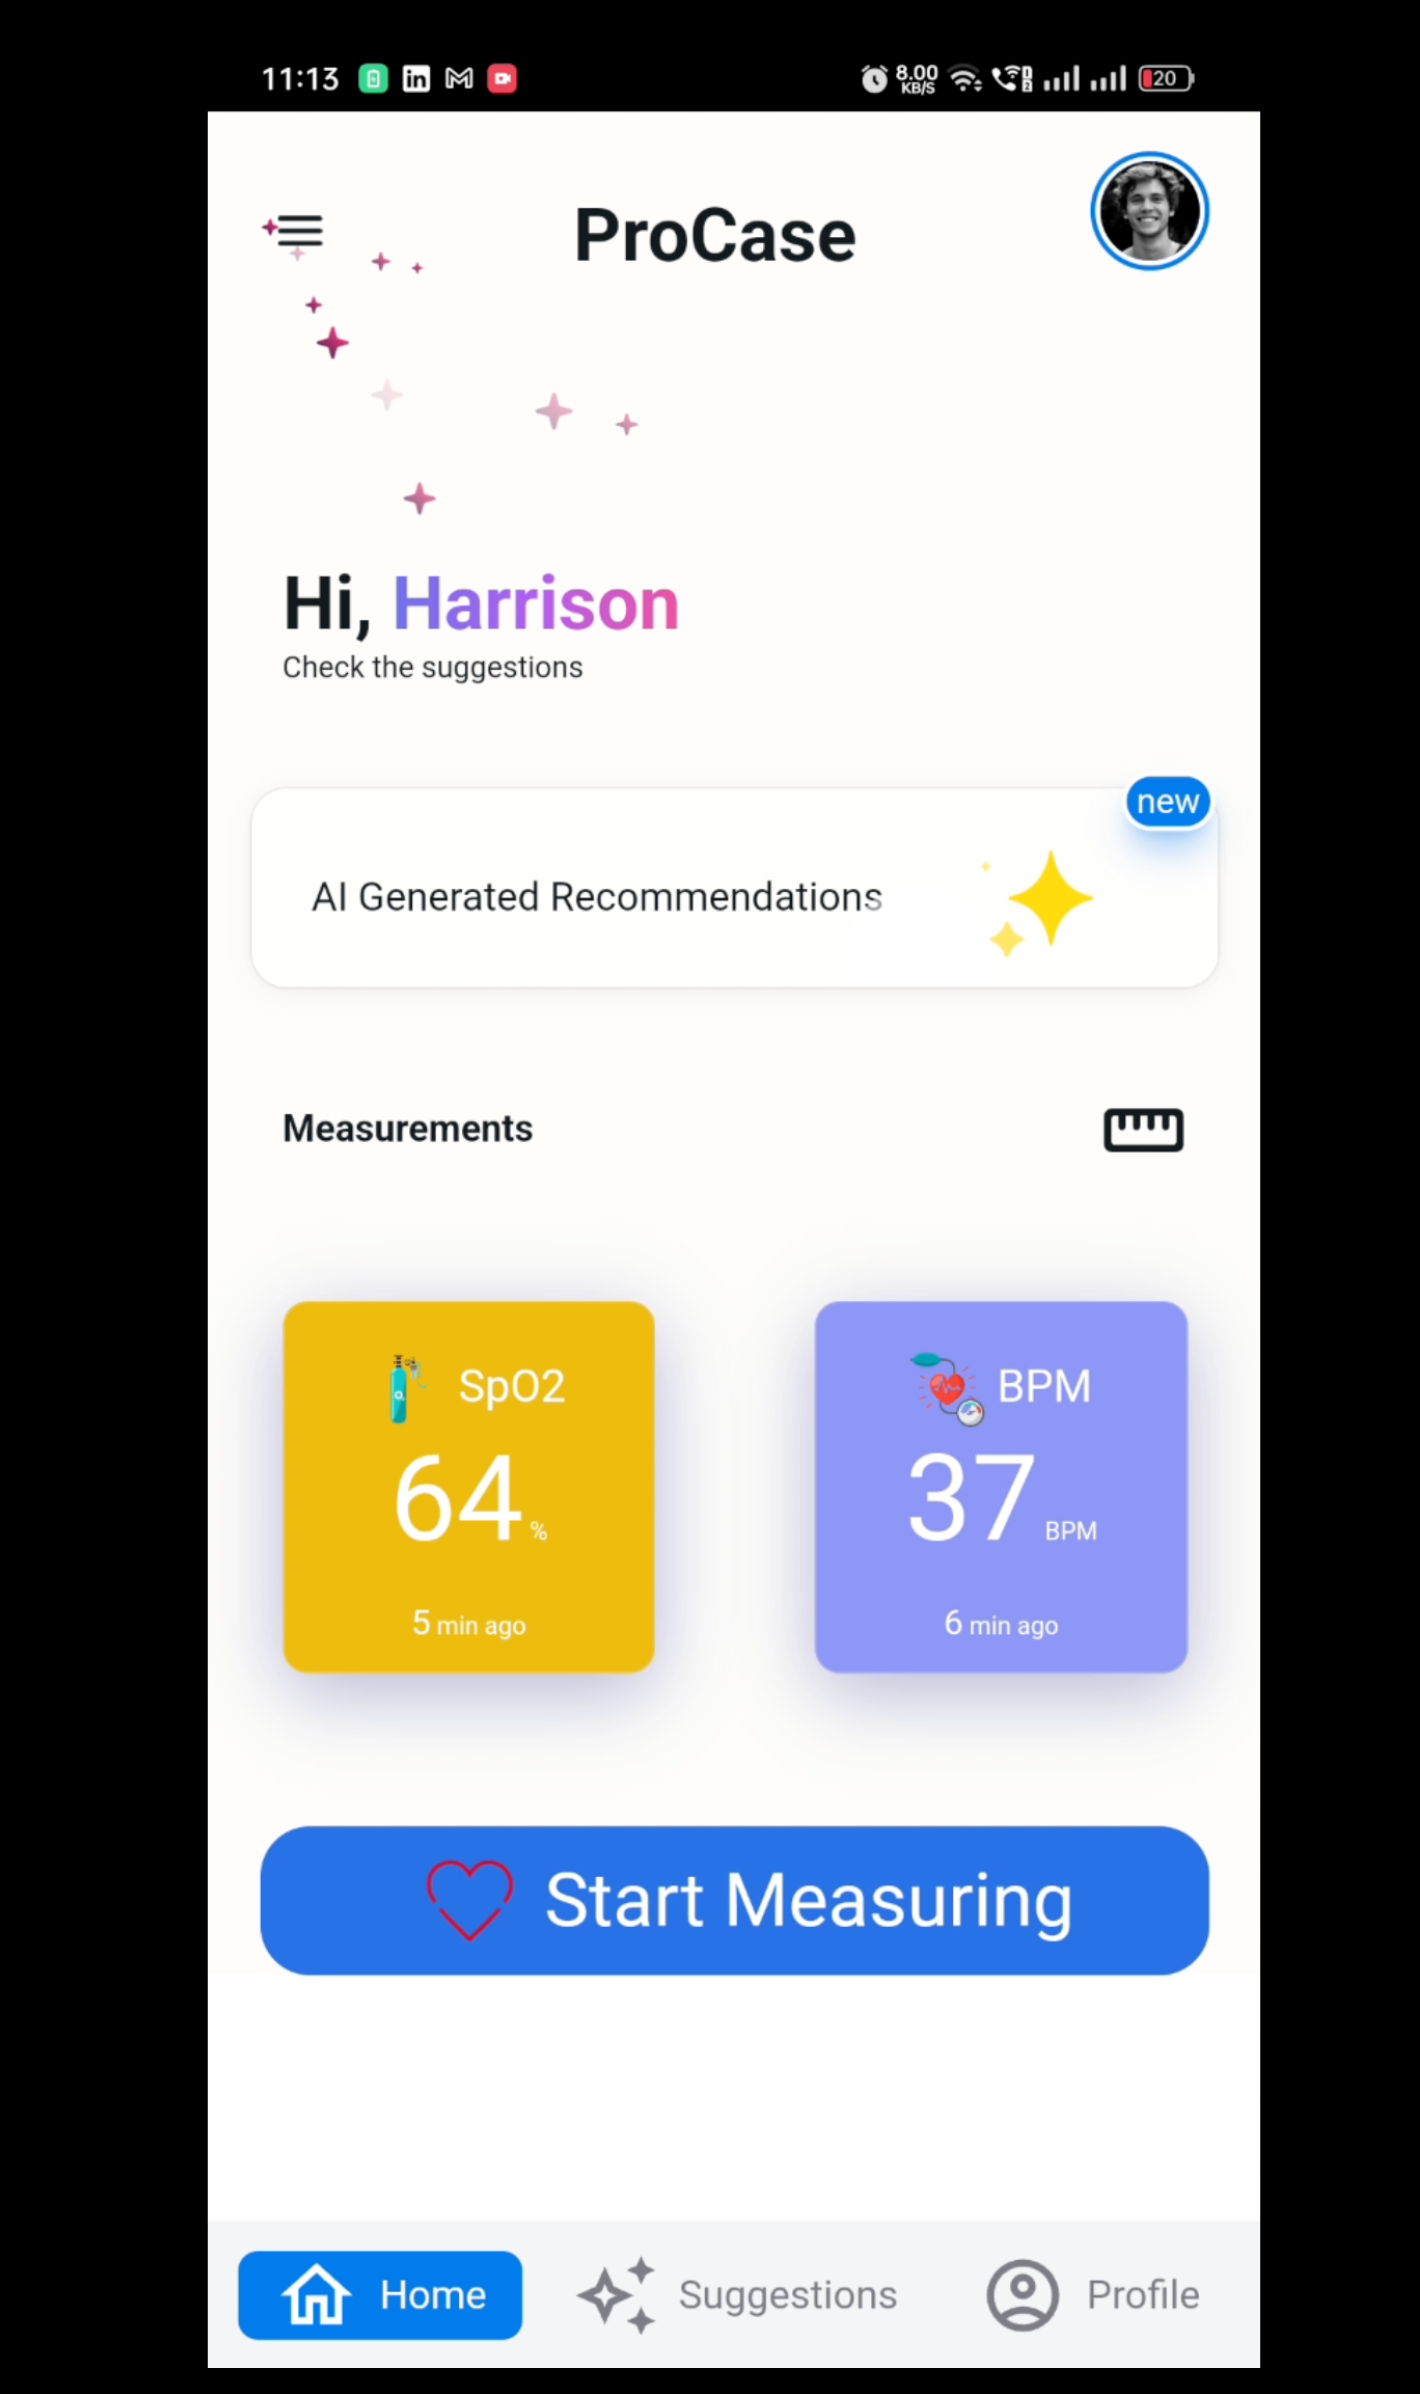 11:13
8.00
KB/S
20
ProCase
Hi, Harrison
Check the suggestions
new
AI Generated Recommendations
Measurements
SpO2
64 %
5 min ago
BPM
37 BPM
6 min ago
Start Measuring
Home
Suggestions
Profile